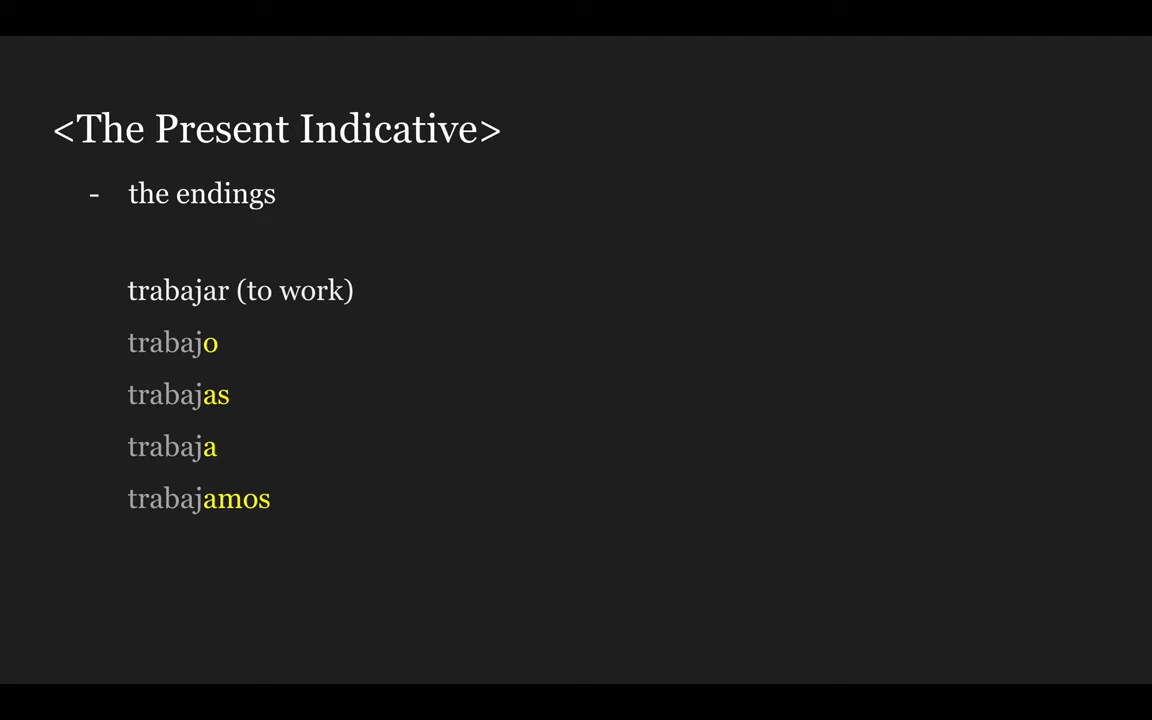 <The Present Indicative>
- the endings
trabajar (to work)
trabajo
trabajas
trabaja
trabajamos